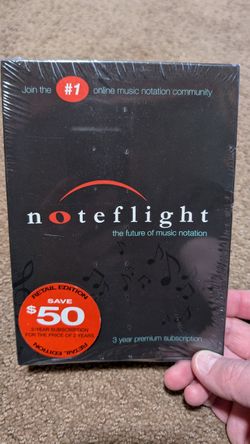 Join the #1 online music notation community
noteflight
the future of music notation
RETAIL EDITION
SAVE
$50
3-YEAR SUBSCRIPTION
FOR THE PRICE OF 2 YEARS
RETAIL EDITION
3 year premium subscription